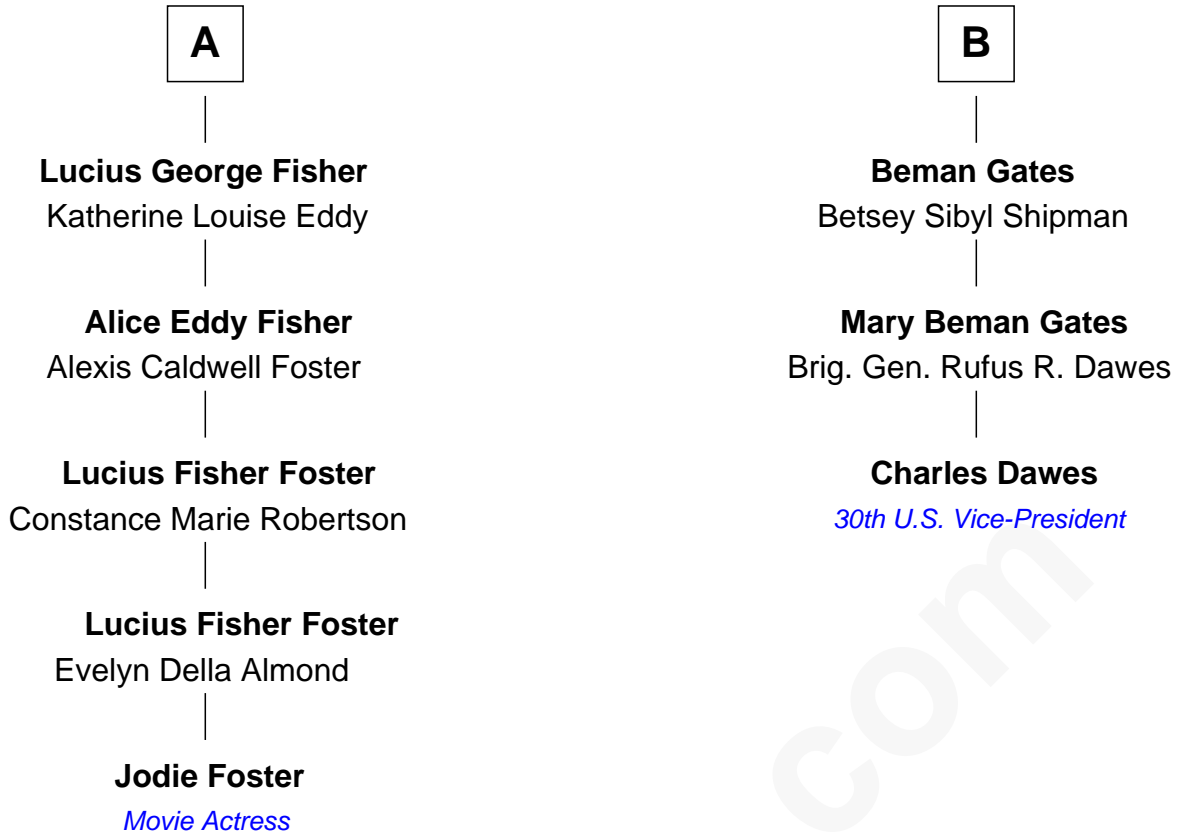 A
Lucius George Fisher
Katherine Louise Eddy
Alice Eddy Fisher
Alexis Caldwell Foster
Lucius Fisher Foster
Constance Marie Robertson
Lucius Fisher Foster
Evelyn Della Almond
Jodie Foster
Movie Actress
B
Beman Gates
Betsey Sibyl Shipman
Mary Beman Gates
Brig. Gen. Rufus R. Dawes
Charles Dawes
30th U.S. Vice-President
com